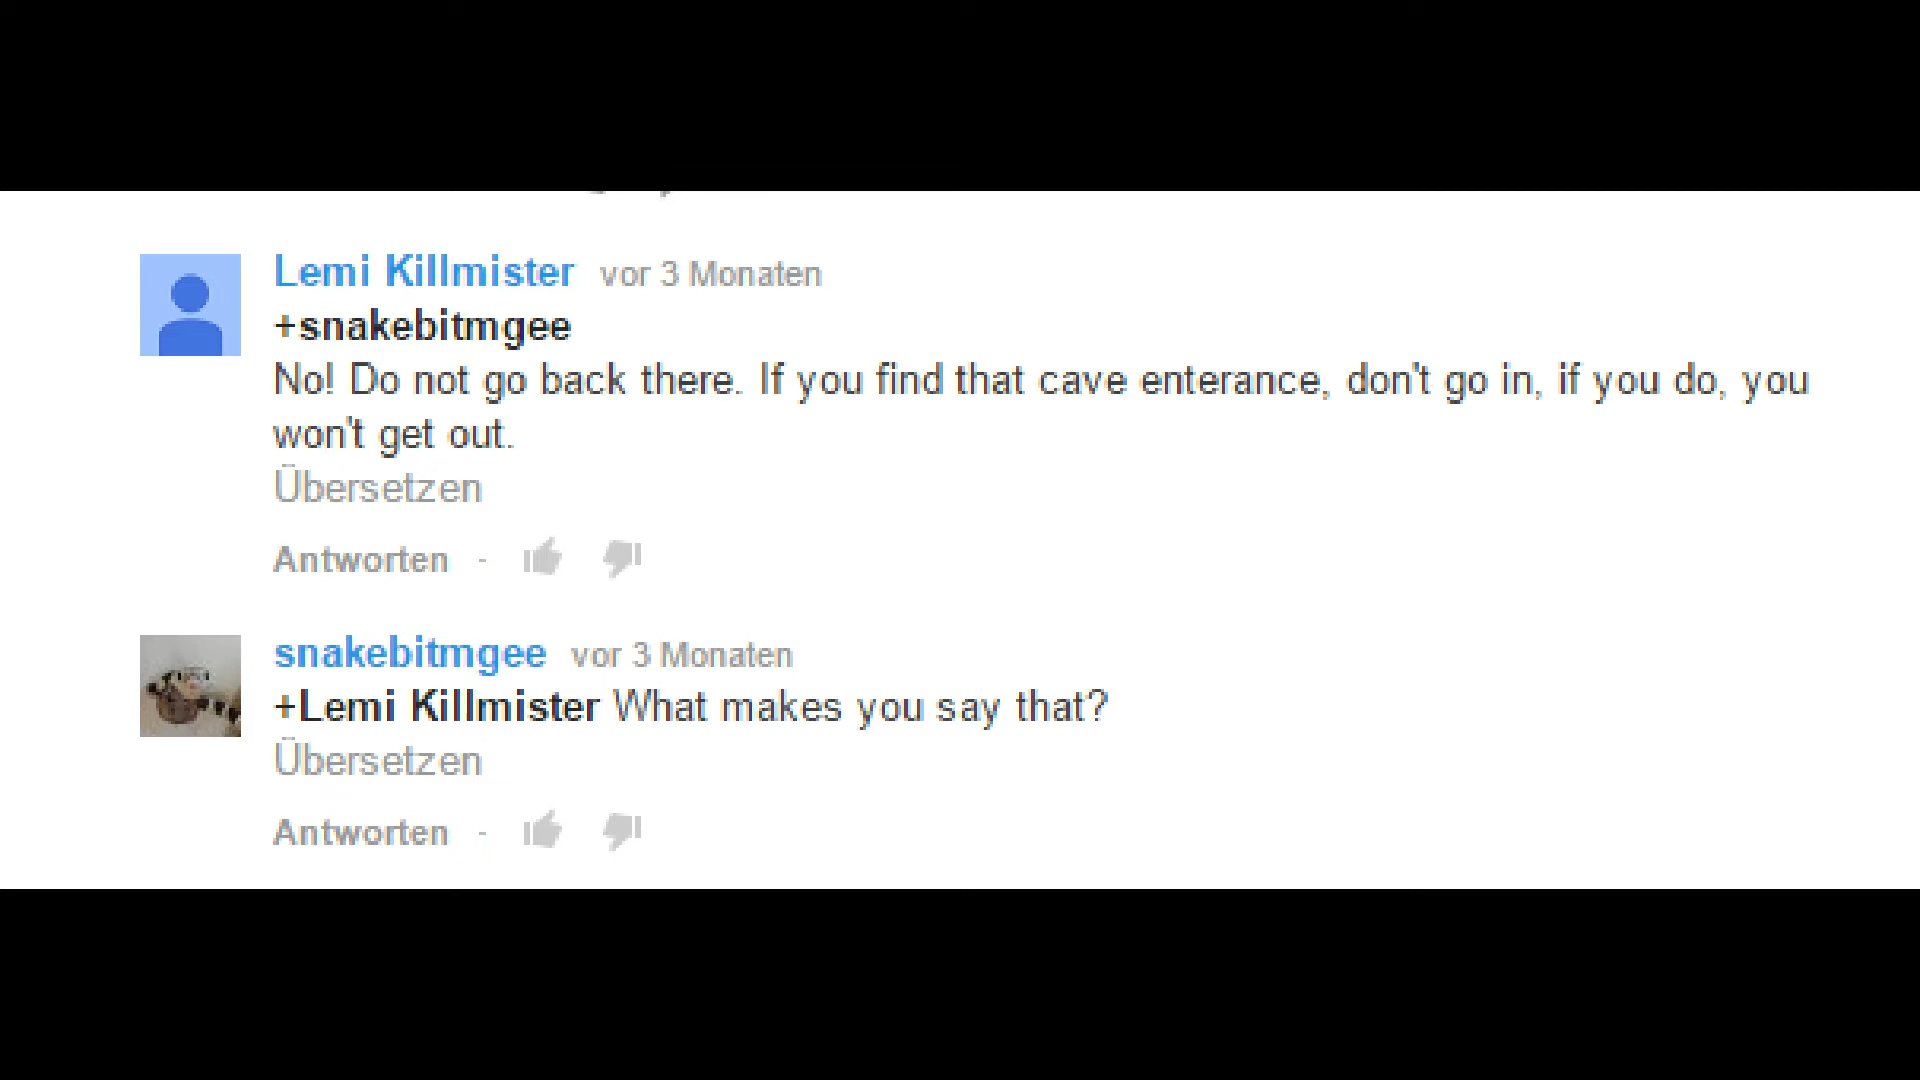 Lemi Killmister vor 3 Monaten
+snakebitmgee
No! Do not go back there. If you find that cave enterance, don't go in, if you do, you
won't get out.
Übersetzen
Antworten -
snakebitmgee vor 3 Monaten
+Lemi Killmister What makes you say that?
Übersetzen
Antworten -